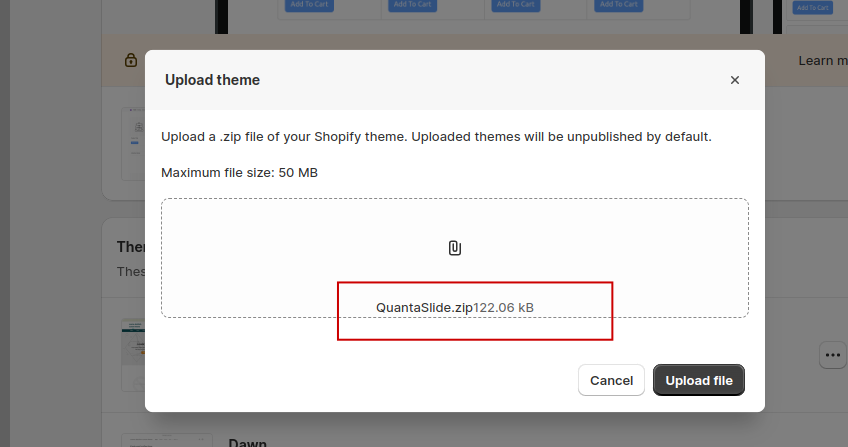 Add To Cart
Add To Cart
Add To Cart
Add To Cart
Add To Cart
Learn m
Upload theme
Upload a .zip file of your Shopify theme. Uploaded themes will be unpublished by default.
Maximum file size: 50 MB
QuantaSlide.zip122.06 kB
Cancel
Upload file
Ther
Thes
Dawn